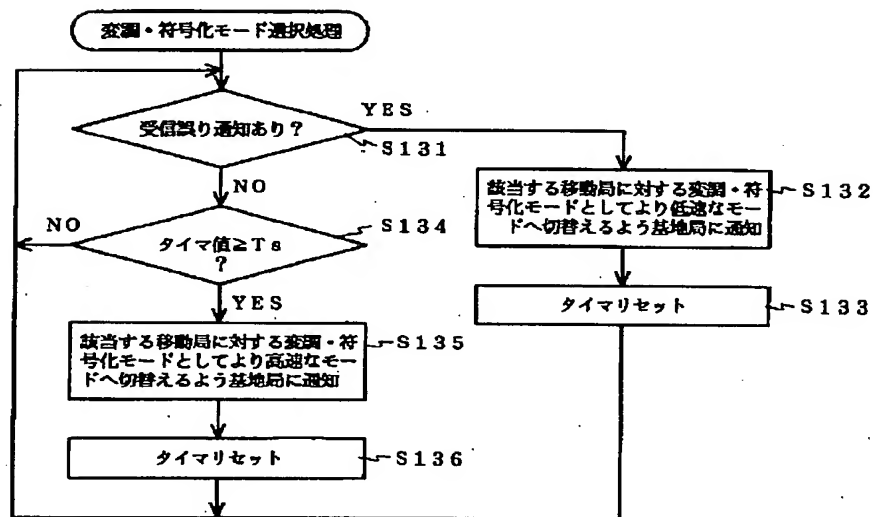 変調・符号化モード選択処理
受信誤り通知あり？
YES
S131
NO
タイマ値≧Ts
？
S134
NO
YES
該当する移動局に対する変調・符
号化モードとしてより高速なモー
ドへ切替えるよう基地局に通知
S135
タイマリセット
S136
該当する移動局に対する変調・符
号化モードとしてより低速なモー
ドへ切替えるよう基地局に通知
S132
タイマリセット
S133